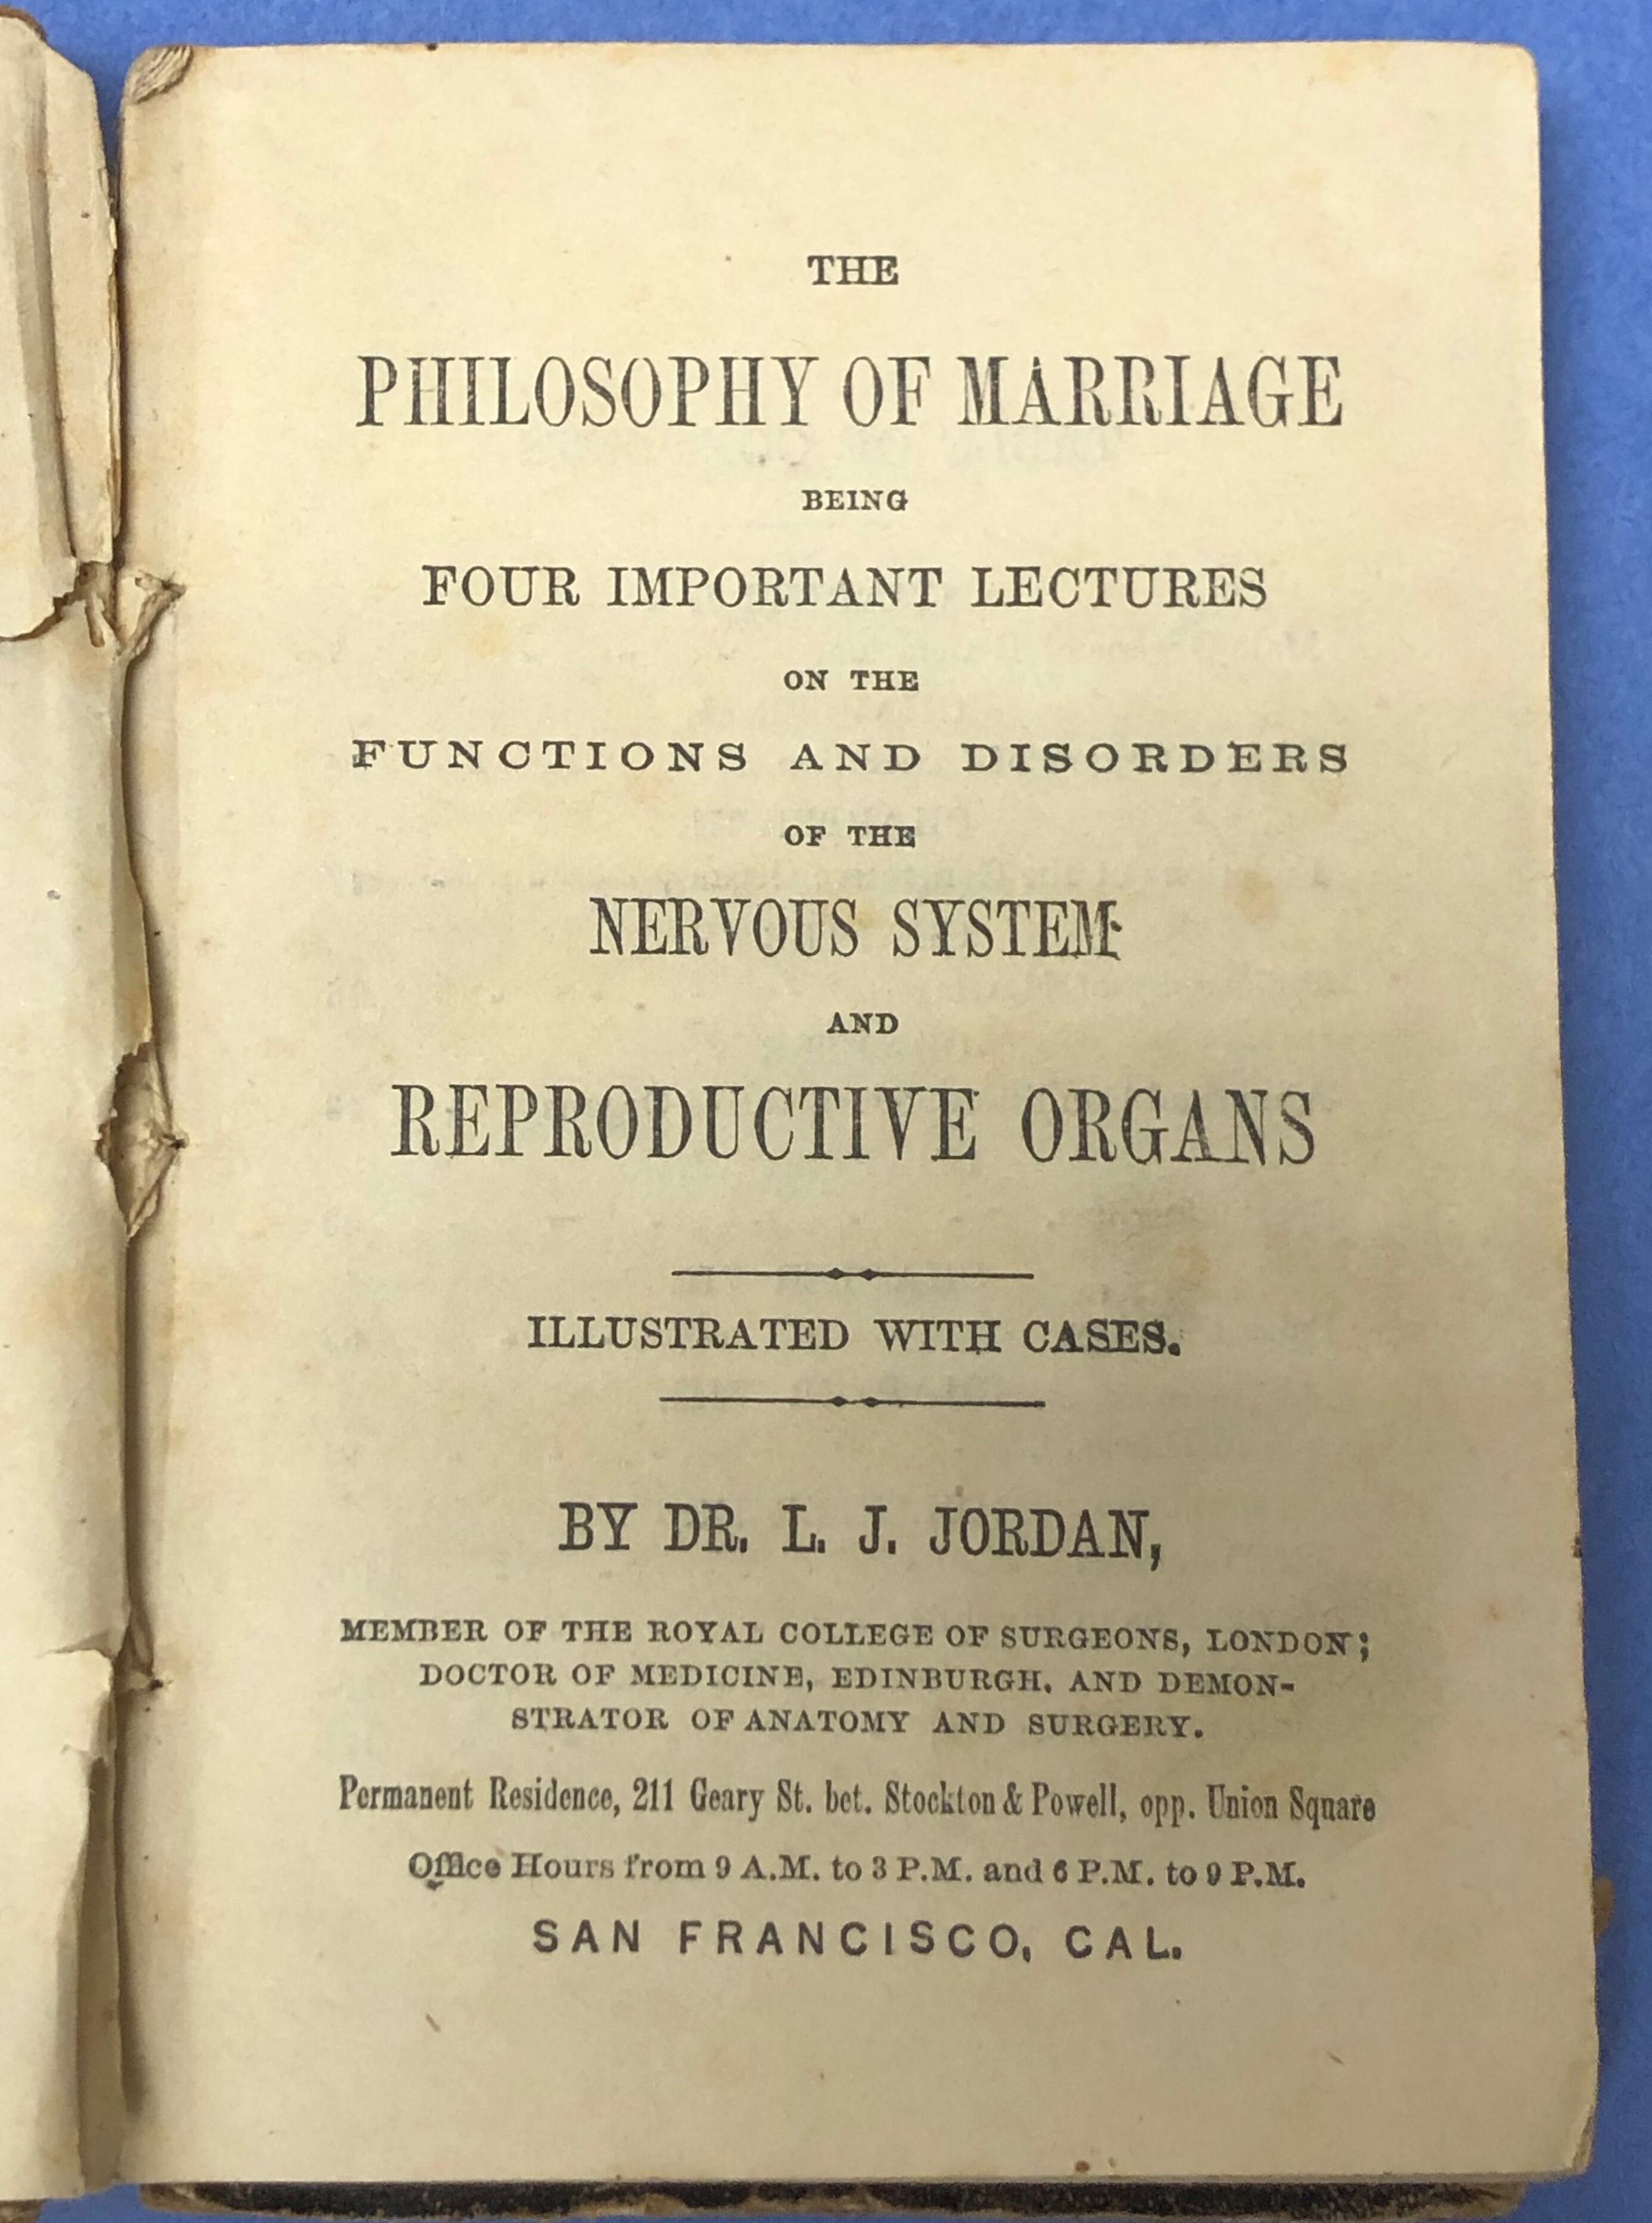 THE
PHILOSOPHY OF MARRIAGE
BEING
FOUR IMPORTANT LECTURES
ON THE
FUNCTIONS AND DISORDERS
OF THE
NERVOUS SYSTEM
AND
REPRODUCTIVE ORGANS
ILLUSTRATED WITH CASES.
BY DR. L. J. JORDAN,
MEMBER OF THE ROYAL COLLEGE OF SURGEONS, LONDON;
DOCTOR OF MEDICINE, EDINBURGH, AND DEMON-
STRATOR OF ANATOMY AND SURGERY.
Permanent Residence, 211 Geary St. bet. Stockton & Powell, opp. Union Square
Office Hours from 9 A.M. to 3 P.M. and 6 P.M. to 9 P.M.
SAN FRANCISCO, CAL.